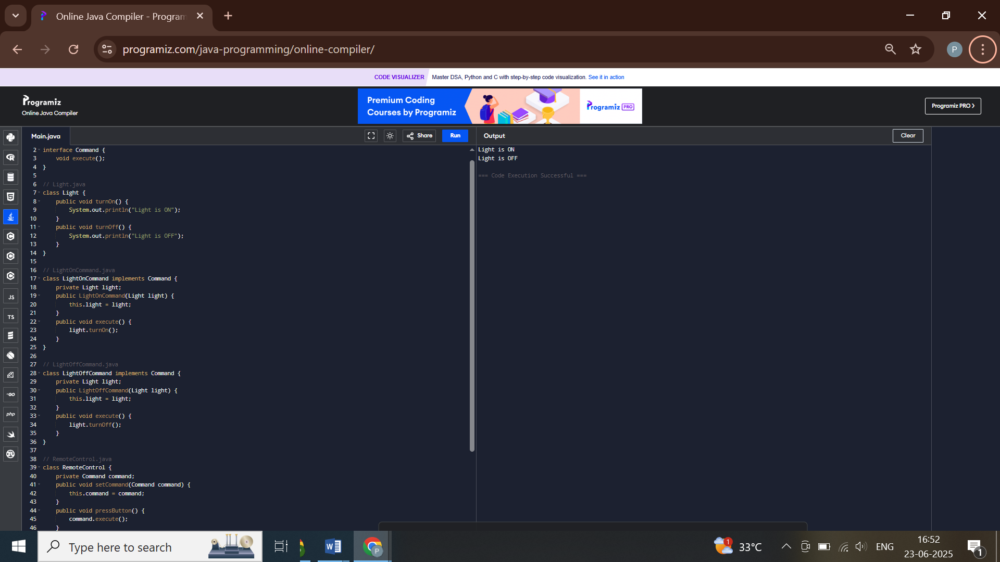 Online Java Compiler - Program
programiz.com/java-programming/online-compiler/
P
CODE VISUALIZER Master DSA, Python and C with step-by-step code visualization. See it in action
Programiz
Online Java Compiler
Premium Coding
Courses by Programiz
Programiz PRO
Programiz PRO >
Main.java
Share
Run
Output
Clear
2 interface Command {
3     void execute();
4 }
5
6 // Light.java
7 class Light {
8     public void turnOn() {
9         System.out.println("Light is ON");
10     }
11     public void turnOff() {
12         System.out.println("Light is OFF");
13     }
14 }
15
16 // LightOnCommand.java
17 class LightOnCommand implements Command {
18     private Light light;
19     public LightOnCommand(Light light) {
20         this.light = light;
21     }
22     public void execute() {
23         light.turnOn();
24     }
25 }
26
27 // LightOffCommand.java
28 class LightOffCommand implements Command {
29     private Light light;
30     public LightOffCommand(Light light) {
31         this.light = light;
32     }
33     public void execute() {
34         light.turnOff();
35     }
36 }
37
38 // RemoteControl.java
39 class RemoteControl {
40     private Command command;
41     public void setCommand(Command command) {
42         this.command = command;
43     }
44     public void pressButton() {
45         command.execute();
46     }
Light is ON
Light is OFF
=== Code Execution Successful ===
JS
TS
GO
php
Type here to search
W
P
1
33°C
ENG
16:52
23-06-2025
1